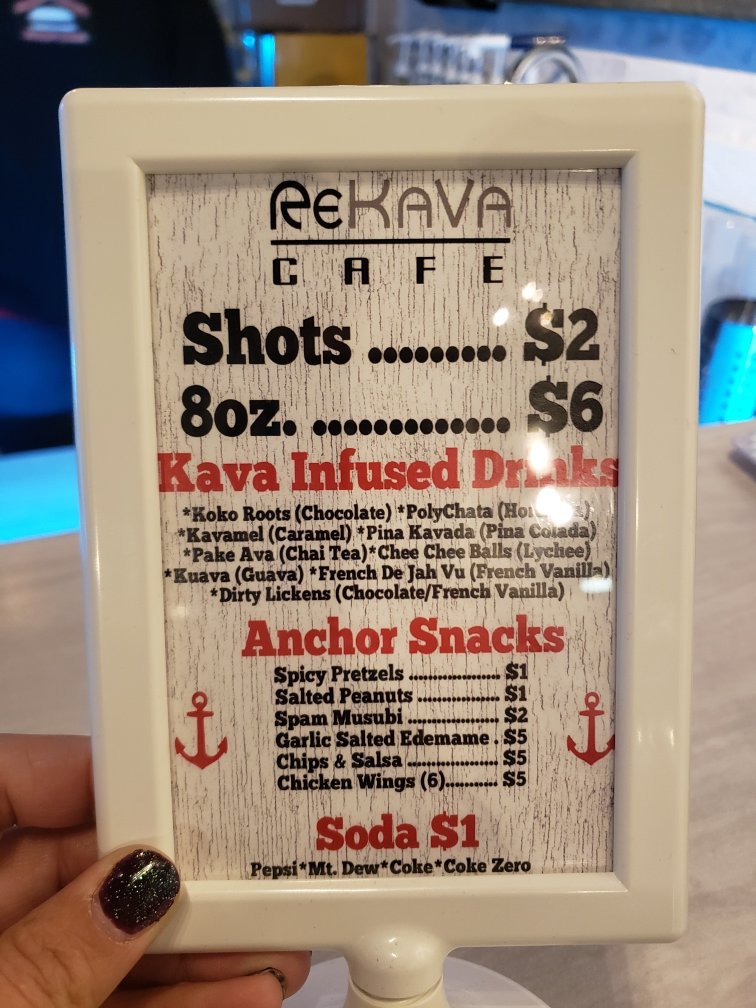 ReKAVA
CAFE
Shots ......... $2
8oz. ............. $6
Kava Infused Drinks
*Koko Roots (Chocolate) *PolyChata
*Kavamel (Caramel) *Pina Kavada (Pina Colada)
*Pake Ava (Chai Tea)*Chee Chee Balls (Lychee)
*Kuava (Guava) *French De Jah Vu (French Vanilla)
*Dirty Lickens (Chocolate/French Vanilla)
Anchor Snacks
Spicy Pretzels .................... $1
Salted Peanuts .................. $1
Spam Musubi .................... $2
Garlic Salted Edemame . $5
Chips & Salsa .................... $5
Chicken Wings (6)........... $5
Soda $1
Pepsi*Mt. Dew*Coke*Coke Zero